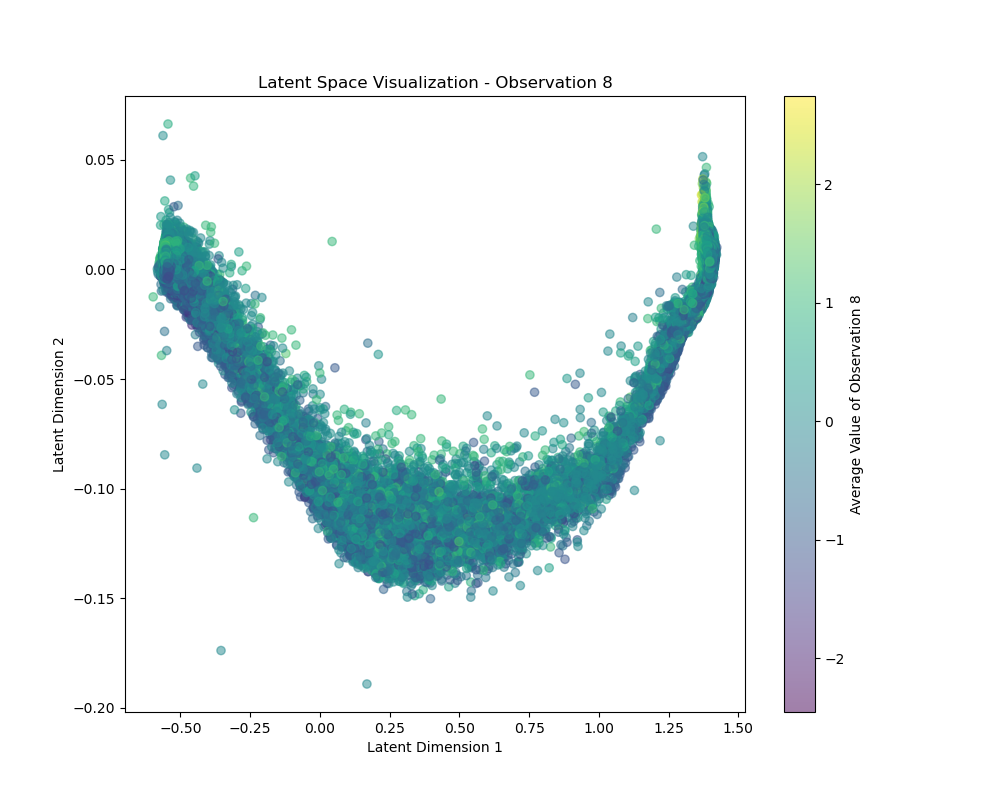 Latent Space Visualization - Observation 8
0.05
0.00
−0.05
−0.10
−0.15
−0.20
Latent Dimension 2
−0.50 −0.25 0.00 0.25 0.50 0.75 1.00 1.25 1.50
Latent Dimension 1
2
1
0
−1
−2
Average Value of Observation 8